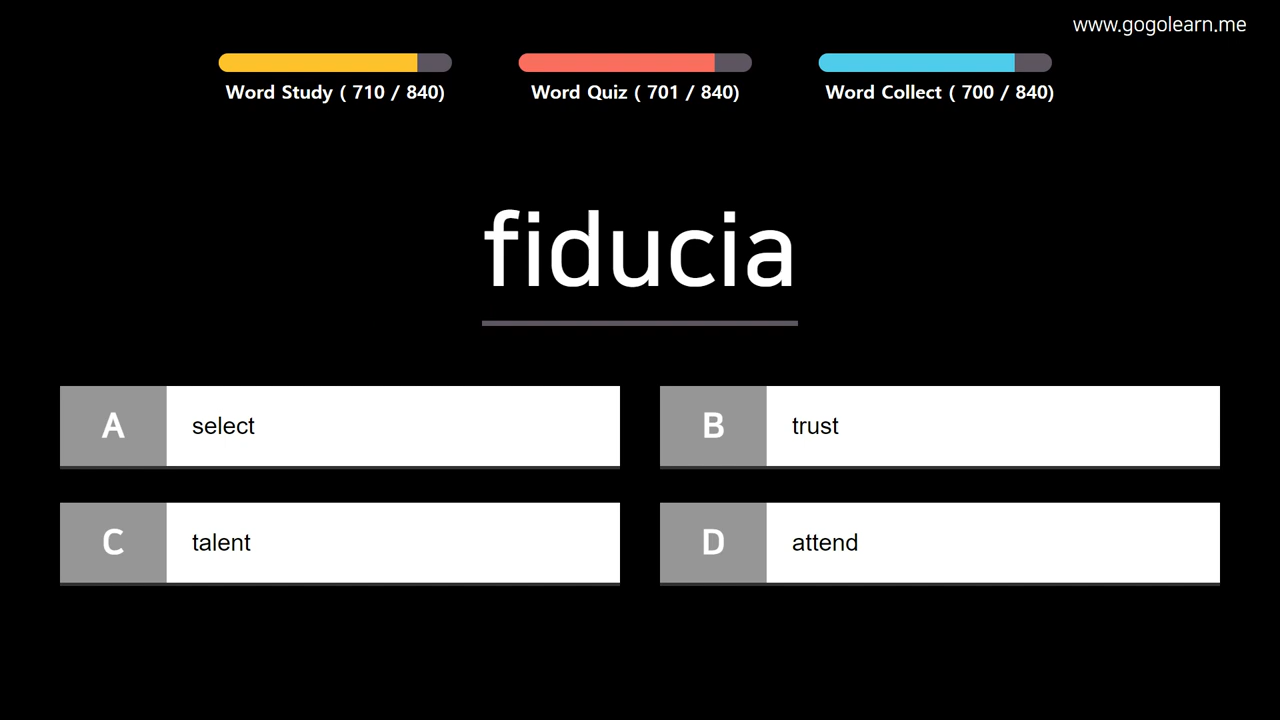 www.gogolearn.me
Word Study ( 710 / 840)
Word Quiz ( 701 / 840)
Word Collect ( 700 / 840)
fiducia
A select
B trust
C talent
D attend